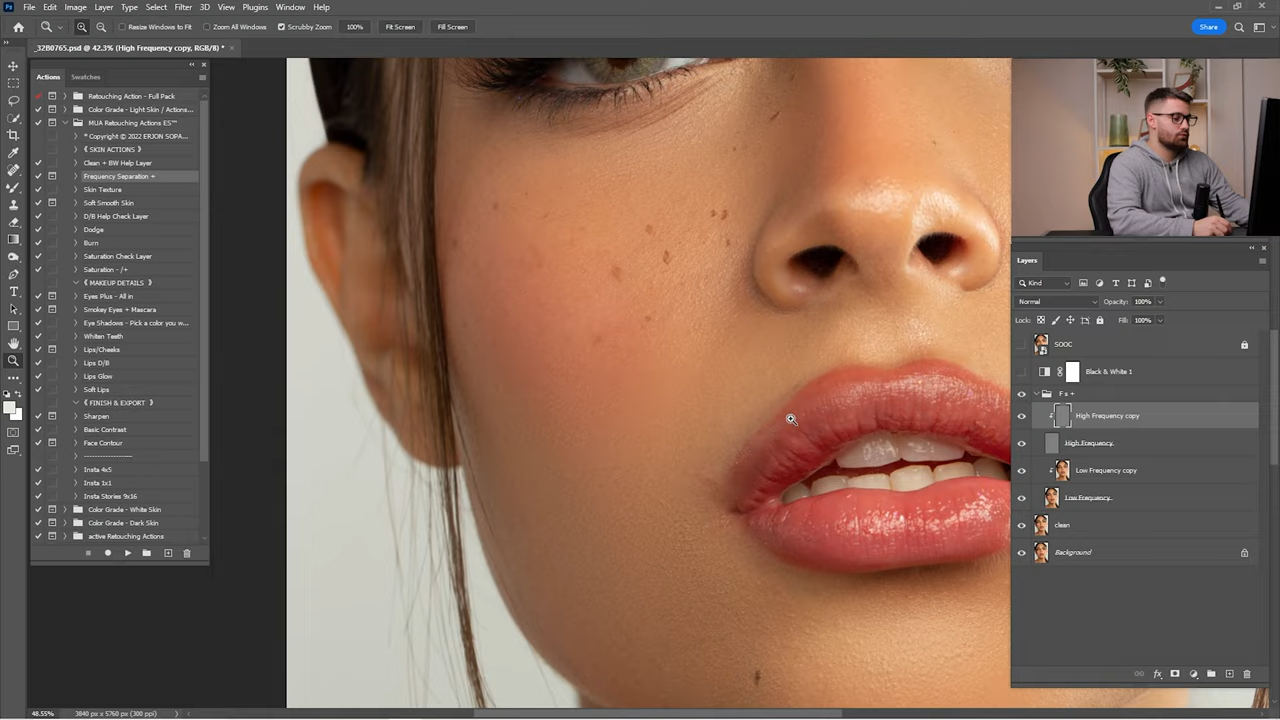 Ps File Edit Image Layer Type Select Filter 3D View Plugins Window Help
Resize Windows to Fit Zoom All Windows Scrubby Zoom 100% Fit Screen Fill Screen Share
_32B0765.psd @ 42.3% (High Frequency copy, RGB/8) * ×
Actions Swatches
Retouching Action - Full Pack
Color Grade - Light Skin / Actions...
MUA Retouching Actions ES™
* Copyright © 2022 ERJON SOPA...
《 SKIN ACTIONS 》
Clean + BW Help Layer
Frequency Separation +
Skin Texture
Soft Smooth Skin
D/B Help Check Layer
Dodge
Burn
Saturation Check Layer
Saturation - /+
《 MAKEUP DETAILS 》
Eyes Plus - All in
Smokey Eyes + Mascara
Eye Shadows - Pick a color you w...
Whiten Teeth
Lips/Cheeks
Lips D/B
Lips Glow
Soft Lips
《 FINISH & EXPORT 》
Sharpen
Basic Contrast
Face Contour
--------------------
Insta 4x5
Insta 1x1
Insta Stories 9x16
Color Grade - White Skin
Color Grade - Dark Skin
active Retouching Actions
Layers
Kind
Normal Opacity: 100%
Lock: Fill: 100%
SOOC
Black & White 1
F s +
High Frequency copy
High Frequency
Low Frequency copy
Low Frequency
clean
Background
fx
48.55% 3840 px x 5760 px (300 ppi)